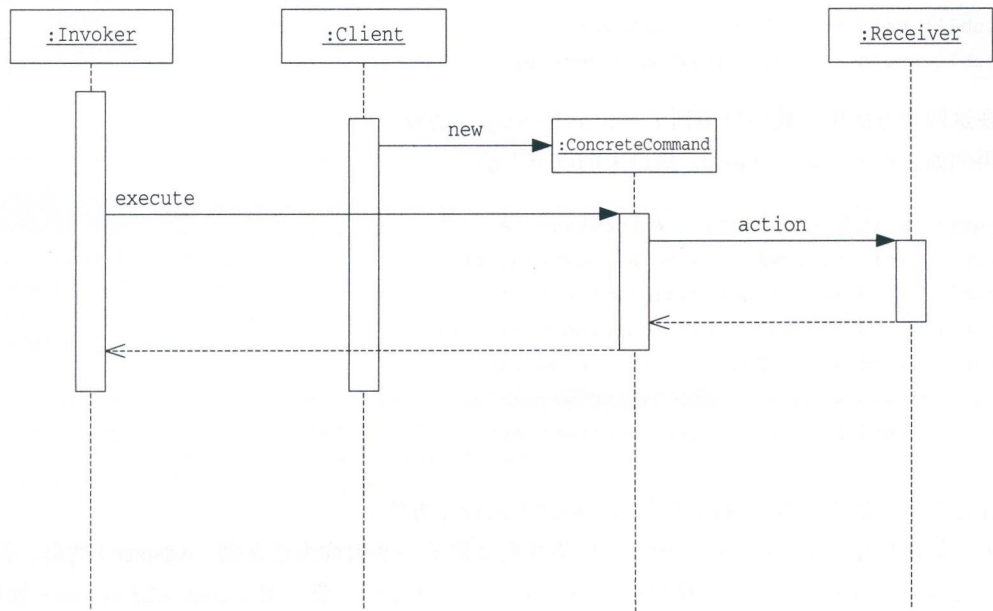 :Invoker
:Client
:Receiver
new
:ConcreteCommand
execute
action